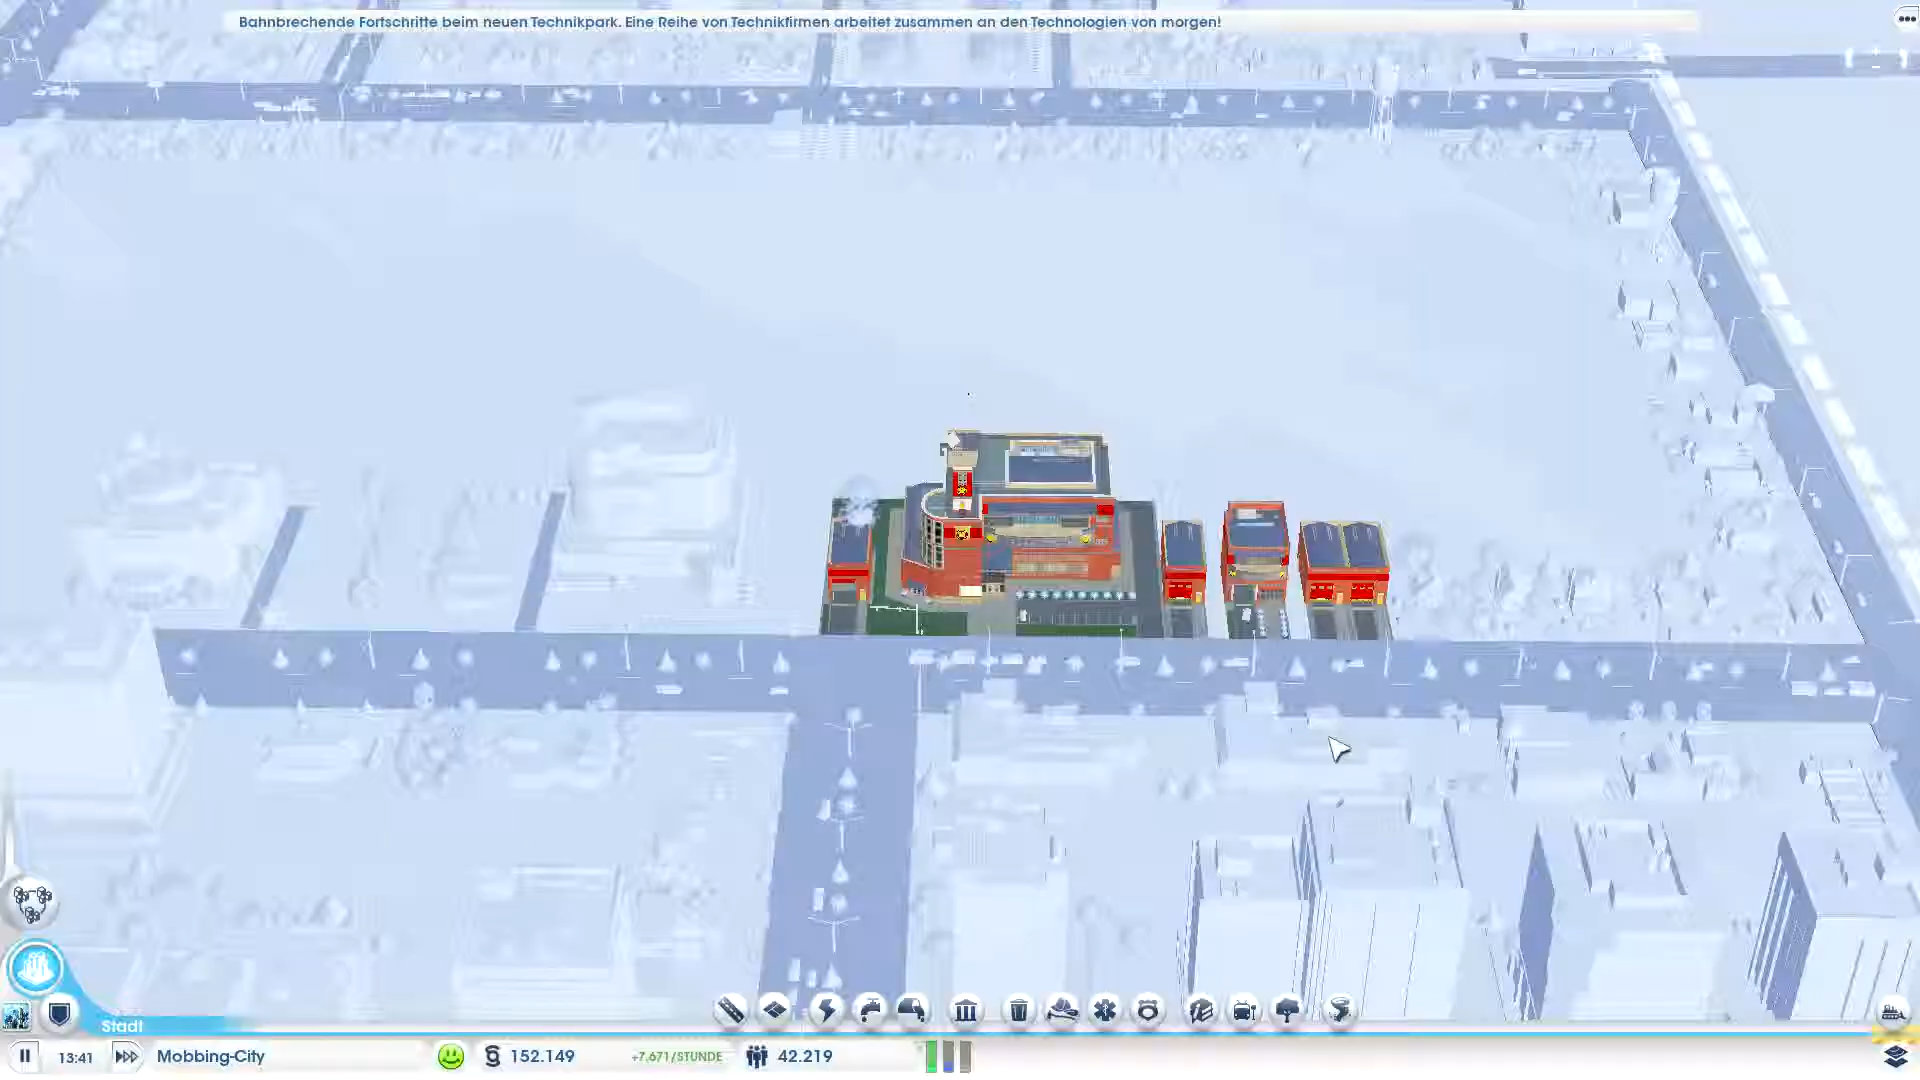 Bahnbrechende Fortschritte beim neuen Technikpark. Eine Reihe von Technikfirmen arbeitet zusammen an den Technologien von morgen!
Stadt
13:41
Mobbing-City
152.149
+7.671/STUNDE
42.219